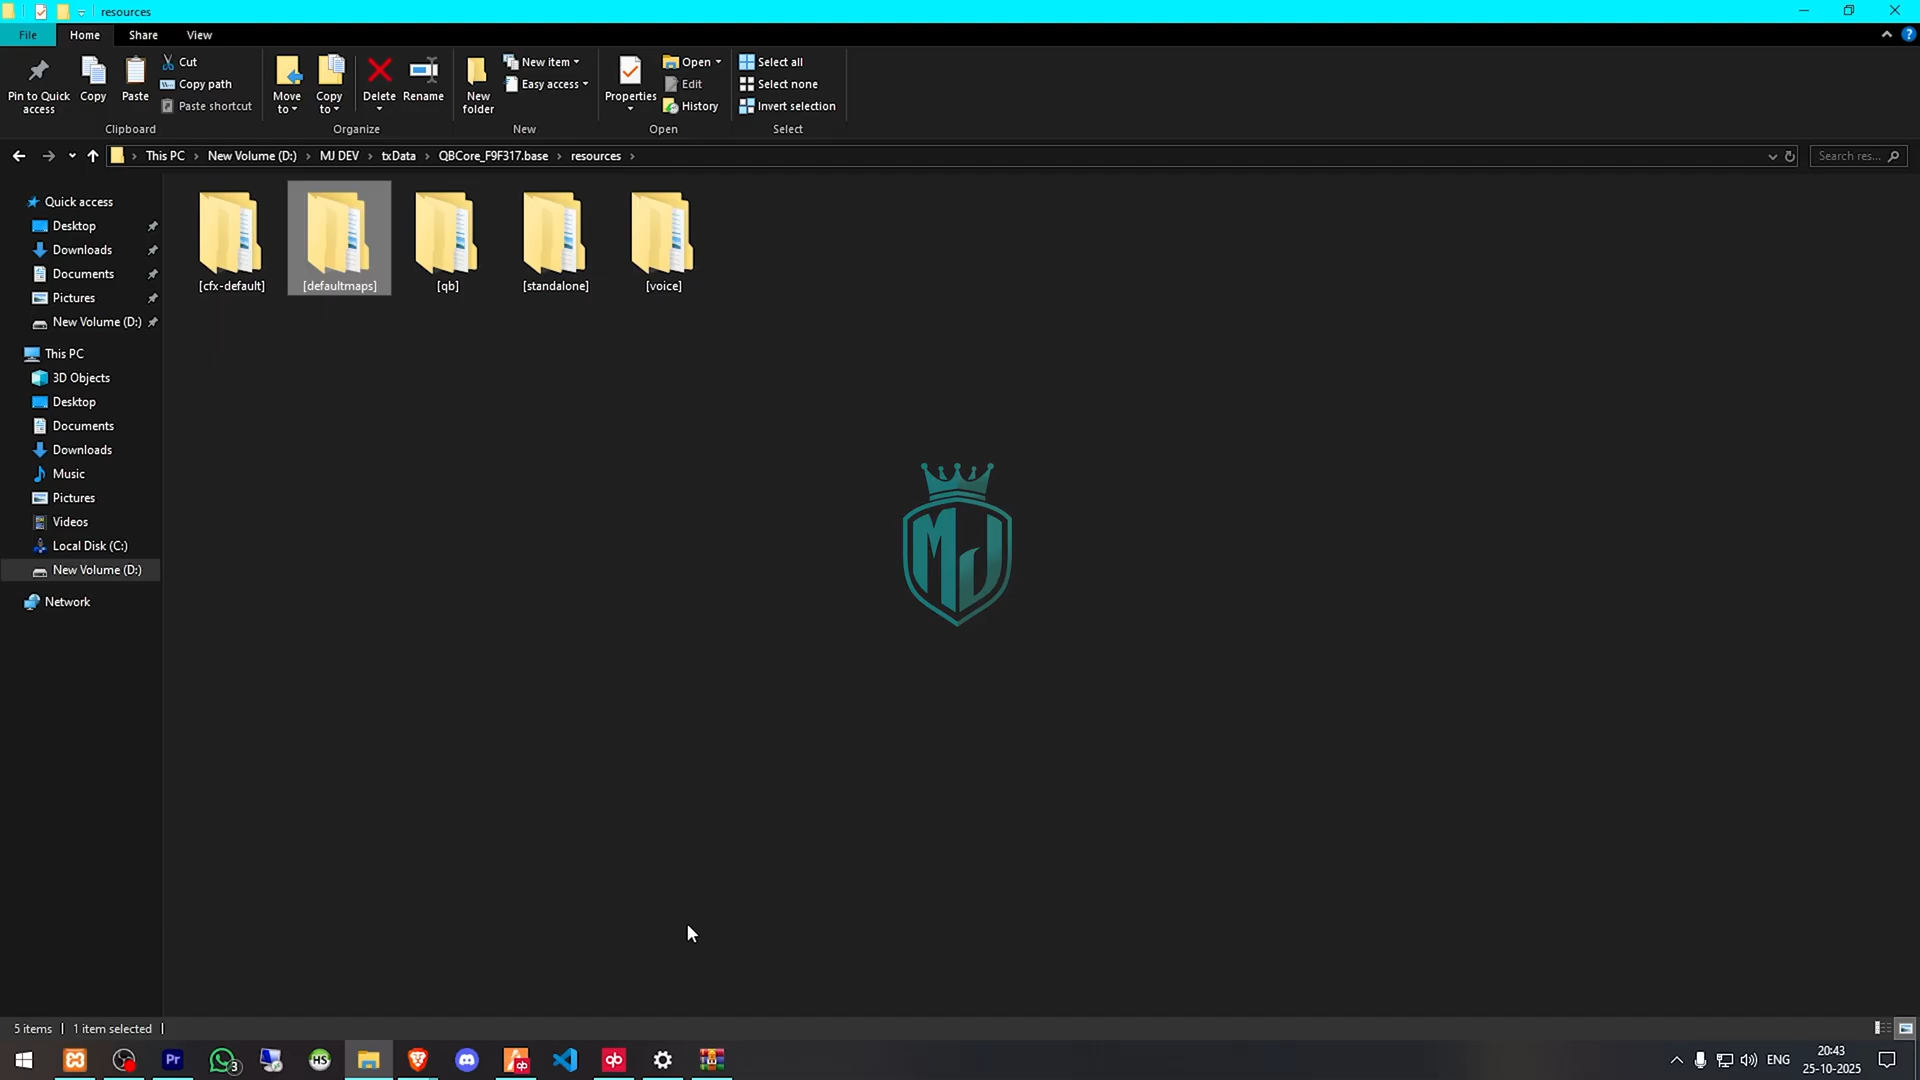 resources
File Home Share View
Pin to Quick access
Copy
Paste
Cut
Copy path
Paste shortcut
Clipboard
Move to
Copy to
Delete
Rename
Organize
New folder
New item
Easy access
New
Properties
Open
Edit
History
Open
Select all
Select none
Invert selection
Select
This PC > New Volume (D:) > MJ DEV > txData > QBCore_F9F317.base > resources >
Search res...
Quick access
Desktop
Downloads
Documents
Pictures
New Volume (D:)
This PC
3D Objects
Desktop
Documents
Downloads
Music
Pictures
Videos
Local Disk (C:)
New Volume (D:)
Network
[cfx-default] [defaultmaps] [qb] [standalone] [voice]
MJ
5 items 1 item selected
Pr
3
HS
qb
qb
ENG
20:43
25-10-2025